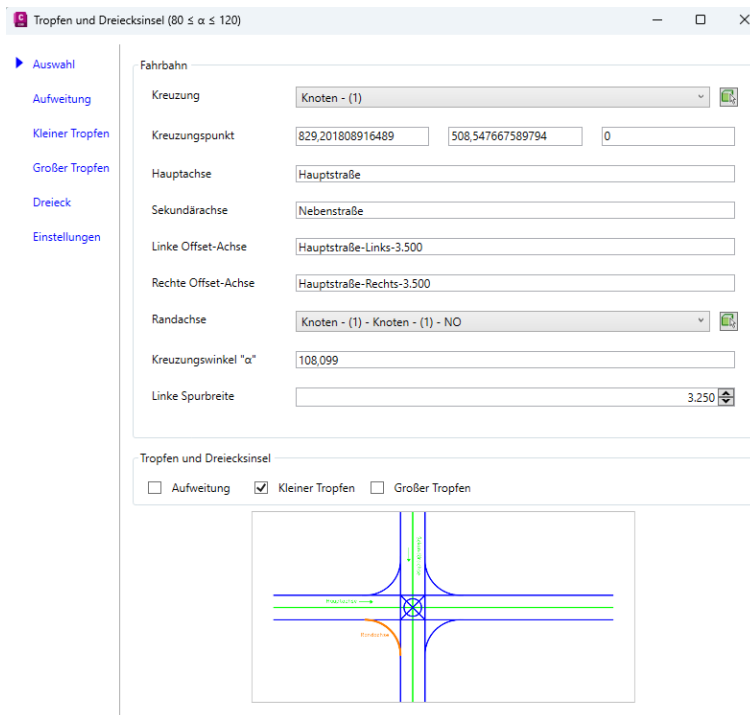 Tropfen und Dreiecksinsel (80 ≤ α ≤ 120)
Auswahl
Aufweitung
Kleiner Tropfen
Großer Tropfen
Dreieck
Einstellungen
Fahrbahn
Kreuzung Knoten - (1)
Kreuzungspunkt 829,201808916489 508,547667589794 0
Hauptachse Hauptstraße
Sekundärachse Nebenstraße
Linke Offset-Achse Hauptstraße-Links-3.500
Rechte Offset-Achse Hauptstraße-Rechts-3.500
Randachse Knoten - (1) - Knoten - (1) - NO
Kreuzungswinkel "α" 108,099
Linke Spurbreite 3.250
Tropfen und Dreiecksinsel
Aufweitung Kleiner Tropfen Großer Tropfen
Randachse